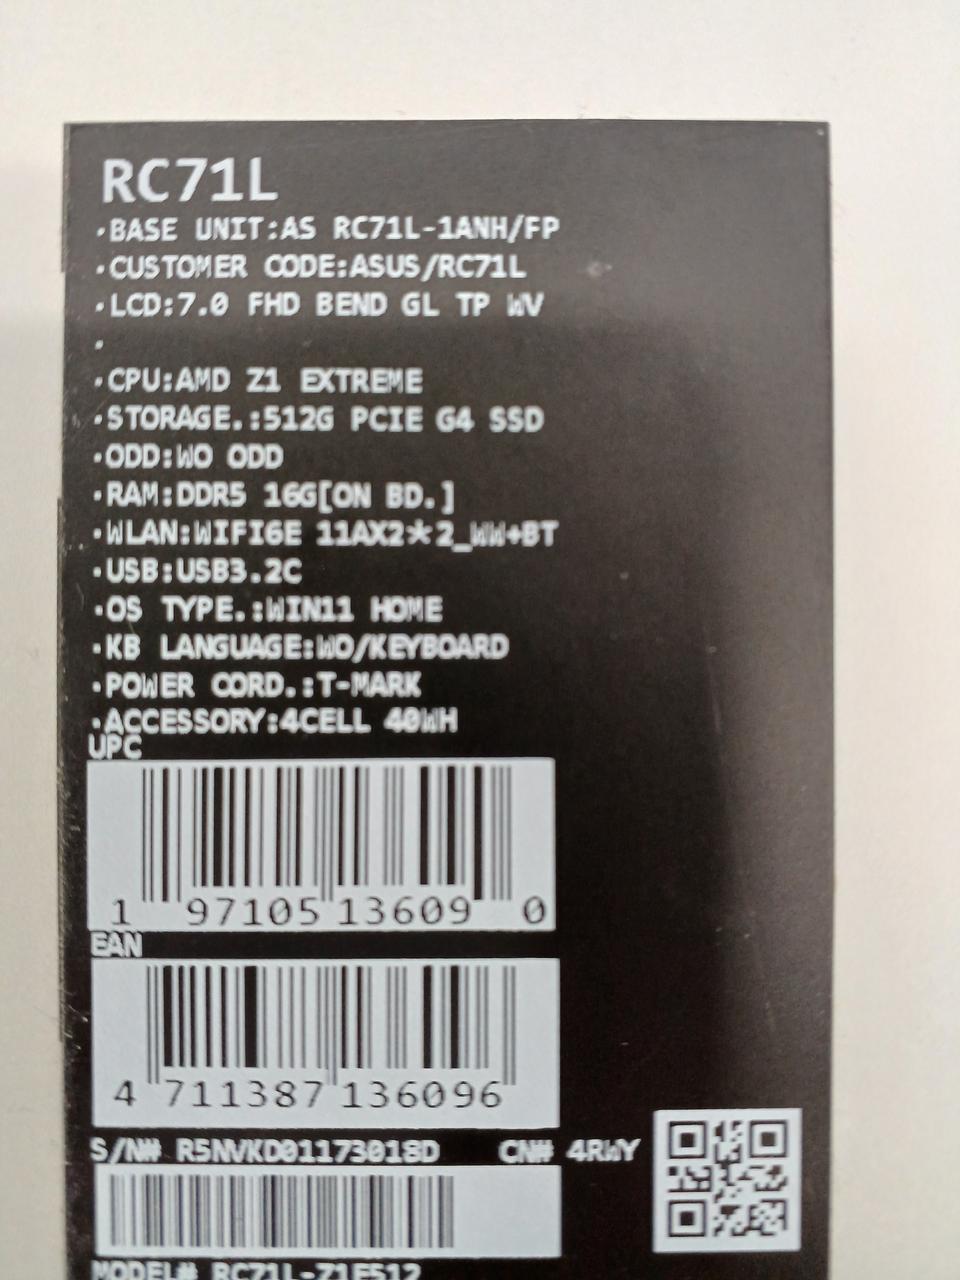 RC71L
·BASE UNIT:AS RC71L-1ANH/FP
·CUSTOMER CODE:ASUS/RC71L
·LCD:7.0 FHD BEND GL TP WV
·
·CPU:AMD Z1 EXTREME
·STORAGE.:512G PCIE G4 SSD
·ODD:WO ODD
·RAM:DDR5 16G[ON BD.]
·WLAN:WIFI6E 11AX2*2_WW+BT
·USB:USB3.2C
·OS TYPE.:WIN11 HOME
·KB LANGUAGE:WO/KEYBOARD
·POWER CORD.:T-MARK
·ACCESSORY:4CELL 40WH
UPC
1 97105 13609 0
EAN
4 711387 136096
S/N# R5NVKD01173018D CN# 4RWY
MODEL# RC71L-Z1E512